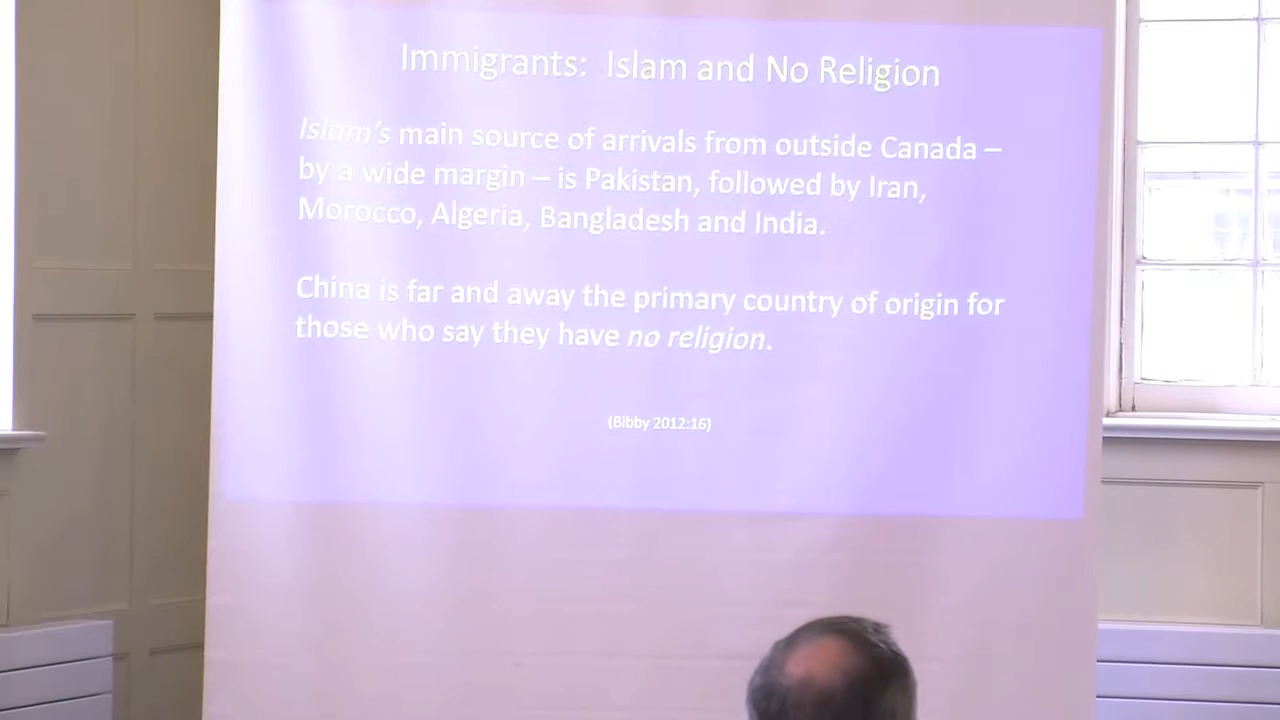 Immigrants: Islam and No Religion
Islam's main source of arrivals from outside Canada –
by a wide margin – is Pakistan, followed by Iran,
Morocco, Algeria, Bangladesh and India.
China is far and away the primary country of origin for
those who say they have no religion.
(Bibby 2012:16)